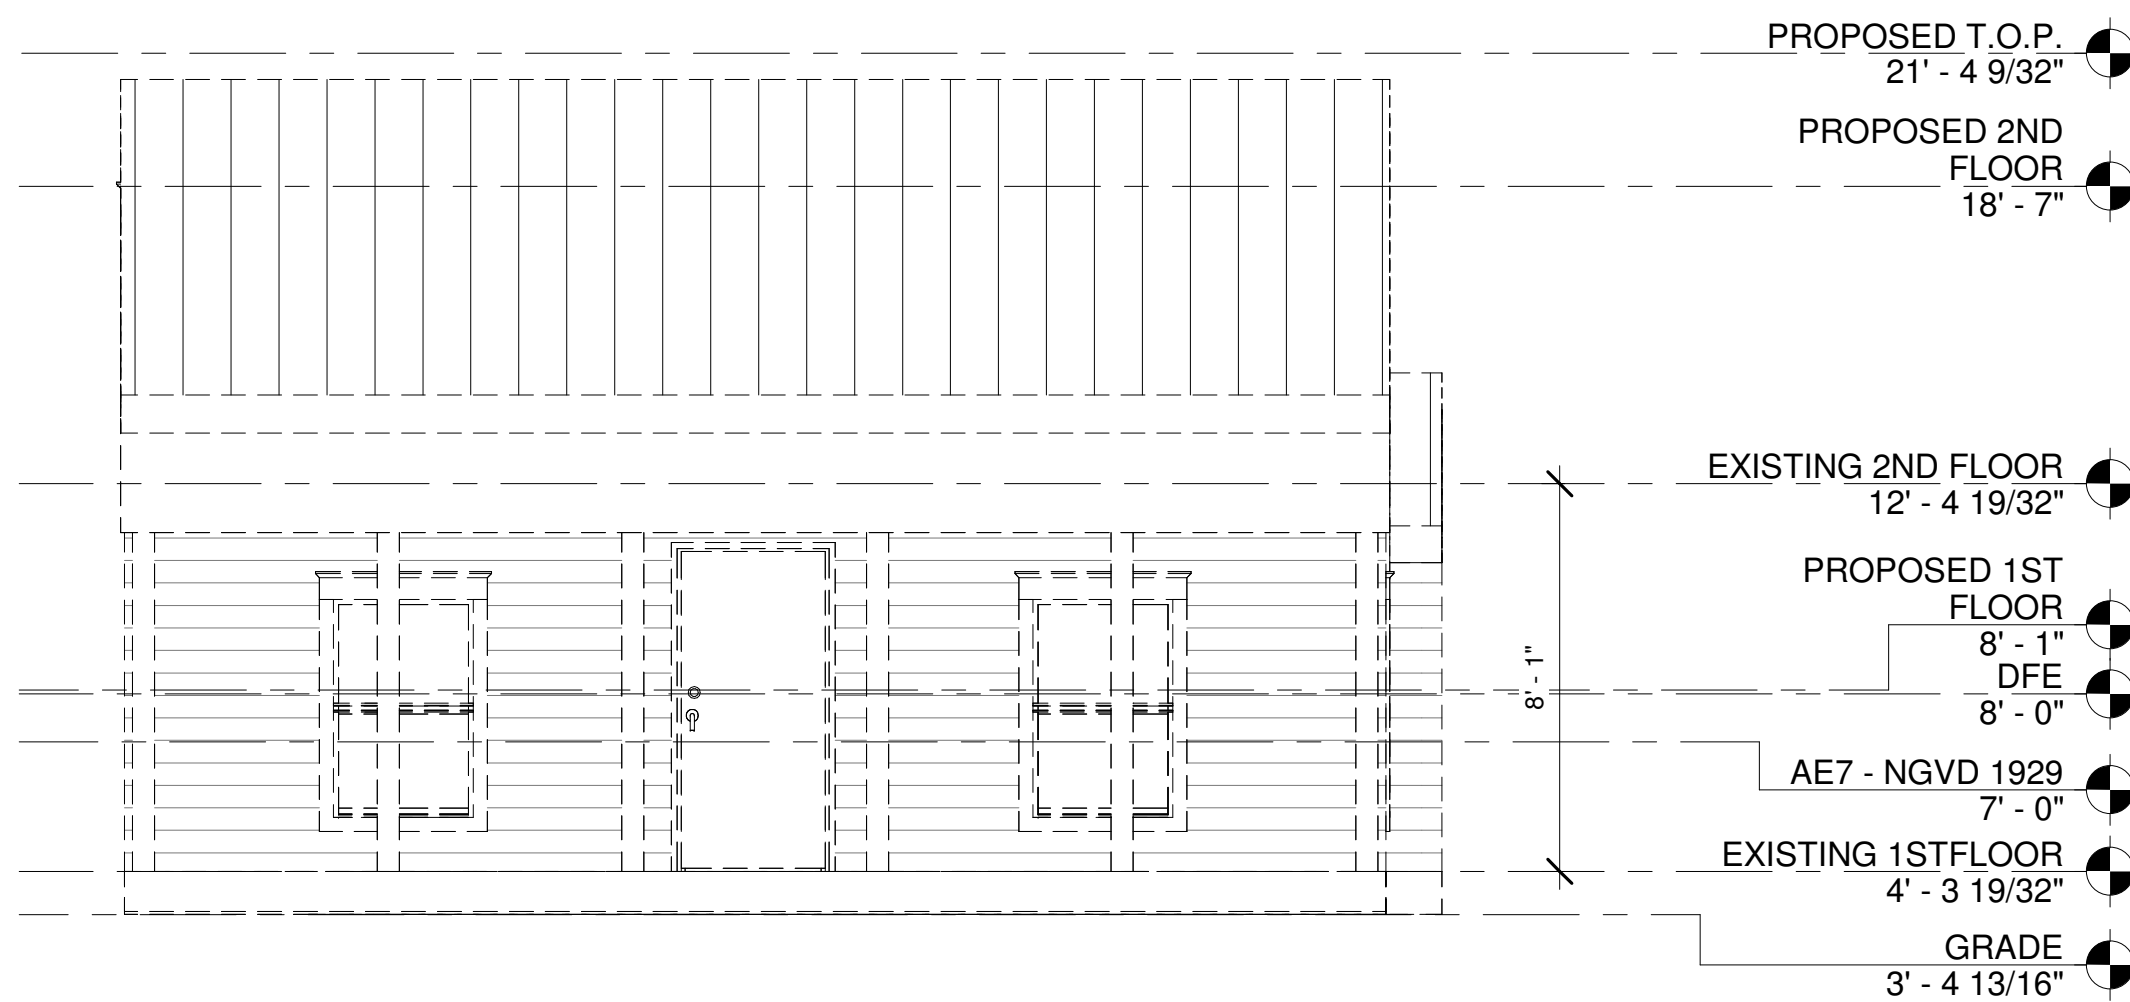 PROPOSED T.O.P.
21' - 4 9/32"
PROPOSED 2ND
FLOOR
18' - 7"
EXISTING 2ND FLOOR
12' - 4 19/32"
PROPOSED 1ST
FLOOR
8' - 1"
8' - 1"
DFE
8' - 0"
AE7 - NGVD 1929
7' - 0"
EXISTING 1STFLOOR
4' - 3 19/32"
GRADE
3' - 4 13/16"